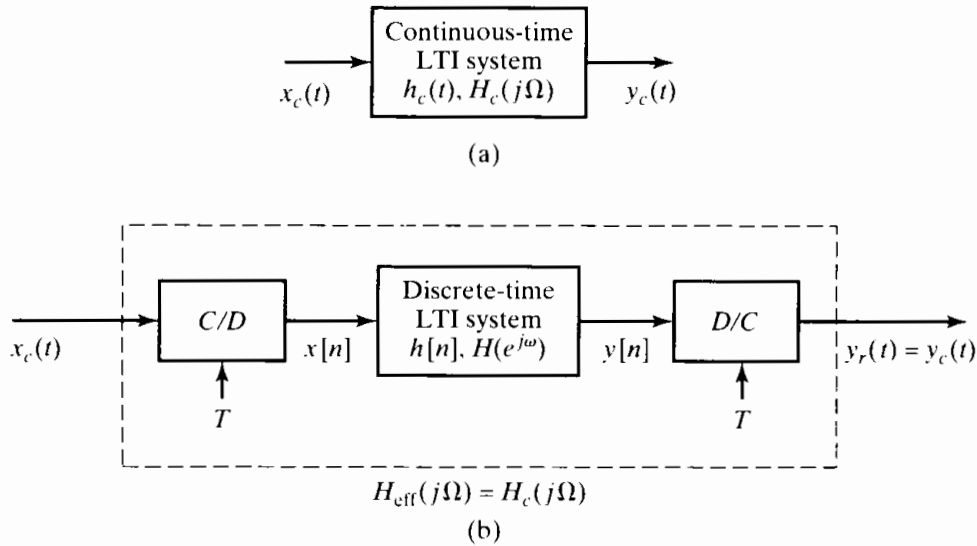 Continuous-time
LTI system
h_c(t), H_c(jΩ)
x_c(t)
y_c(t)
(a)
C/D
Discrete-time
LTI system
h[n], H(e^{jω})
D/C
x_c(t)
x[n]
y[n]
y_r(t) = y_c(t)
T
T
H_eff(jΩ) = H_c(jΩ)
(b)